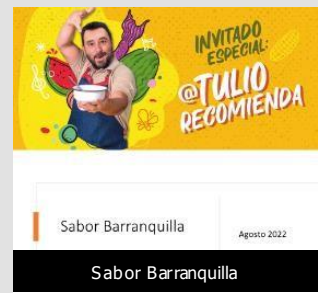 INVITADO
ESPECIAL:
@TULIO
RECOMIENDA
Sabor Barranquilla
Agosto 2022
Sabor Barranquilla